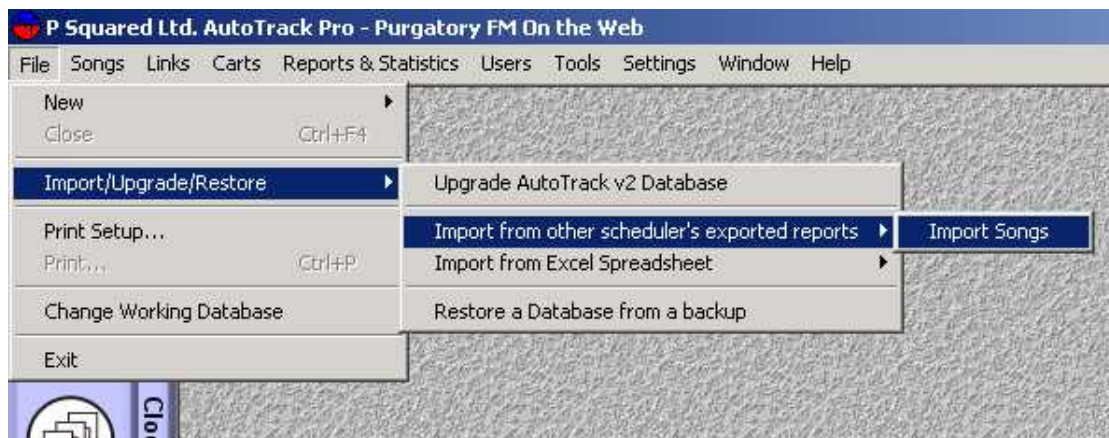 P Squared Ltd. AutoTrack Pro - Purgatory FM On the Web
File Songs Links Carts Reports & Statistics Users Tools Settings Window Help
New
Close Ctrl+F4
Import/Upgrade/Restore
Print Setup...
Print... Ctrl+P
Change Working Database
Exit
Upgrade AutoTrack v2 Database
Import from other scheduler's exported reports
Import from Excel Spreadsheet
Restore a Database from a backup
Import Songs